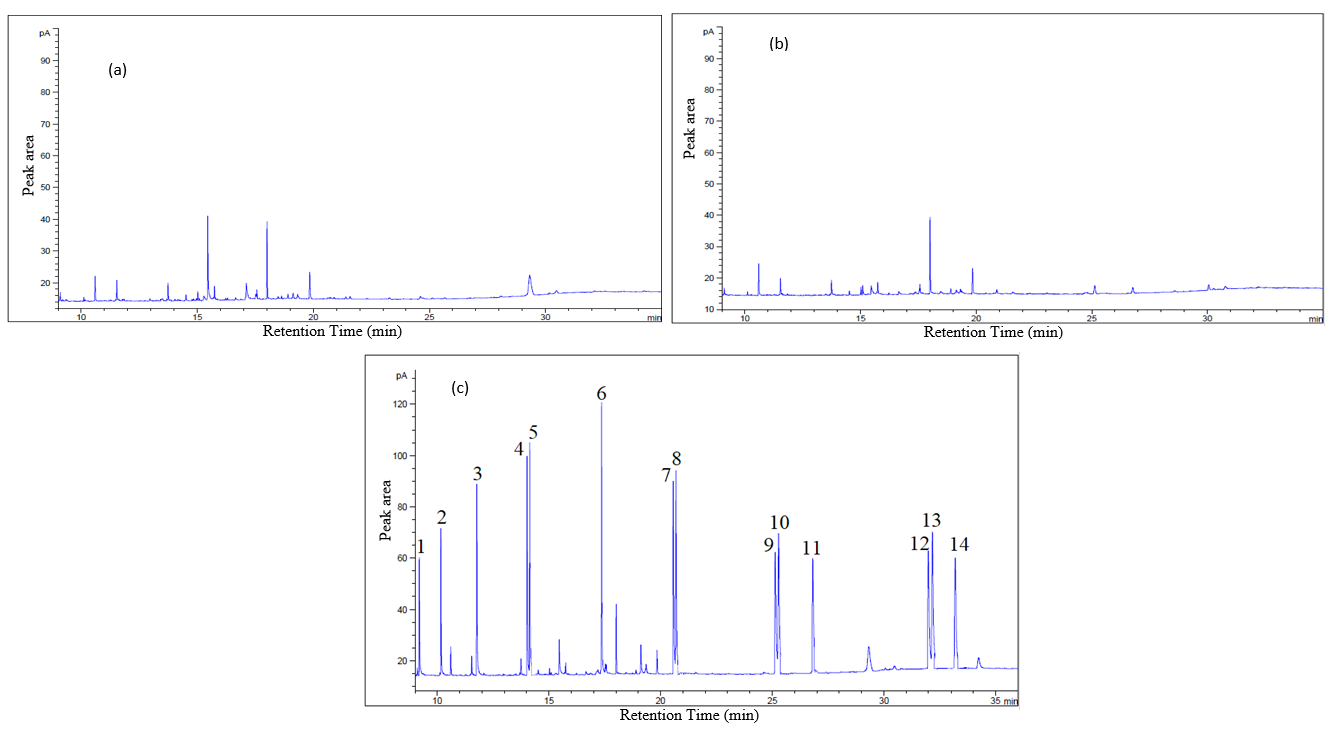 pA
(a)
90
80
70
60
50
40
30
20
Peak area
10 15 20 25 30 min
Retention Time (min)
pA
(b)
90
80
70
60
50
40
30
20
10
Peak area
10 15 20 25 30 min
Retention Time (min)
pA
(c)
120
100
80
60
40
20
Peak area
1 2 3 4 5 6 7 8 9 10 11 12 13 14
10 15 20 25 30 35 min
Retention Time (min)